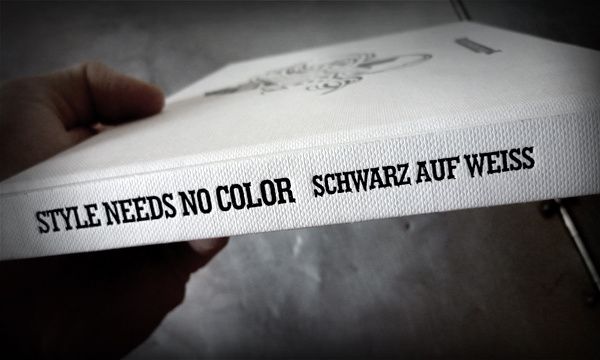 STYLE NEEDS NO COLOR SCHWARZ AUF WEISS